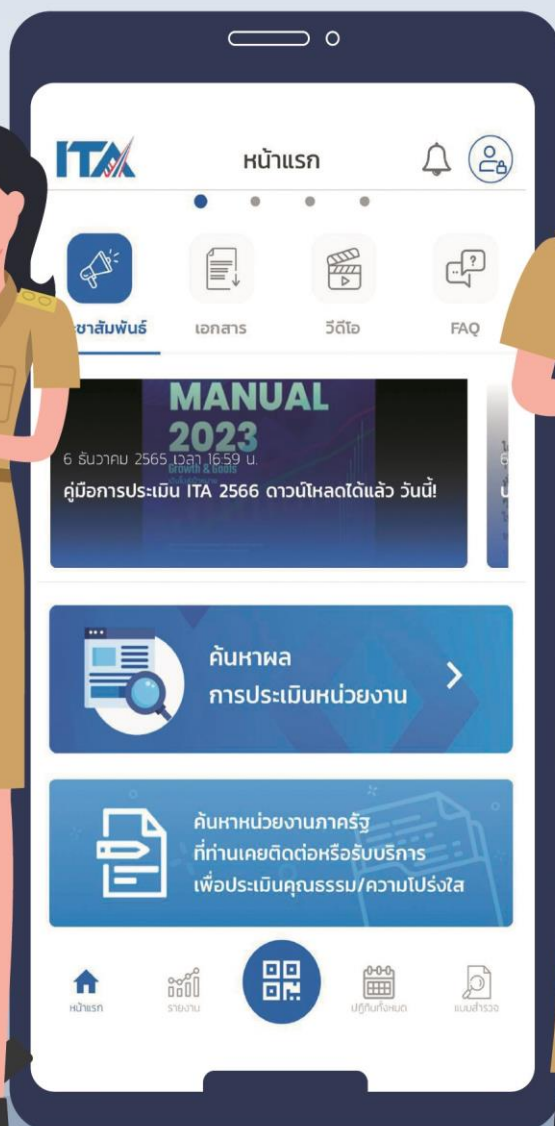 ITA
หน้าแรก
ะชาสัมพันธ์
เอกสาร
วีดีโอ
FAQ
MANUAL
2023
Growth & Goals
6 ธันวาคม 2565 เวลา 16:59 น.
คู่มือการประเมิน ITA 2566 ดาวน์โหลดได้แล้ว วันนี้!
ค้นหาผล
การประเมินหน่วยงาน
ค้นหาหน่วยงานภาครัฐ
ที่ท่านเคยติดต่อหรือรับบริการ
เพื่อประเมินคุณธรรม/ความโปร่งใส
หน้าแรก
รายงาน
ปฏิทินทั้งหมด
แบบสำรวจ